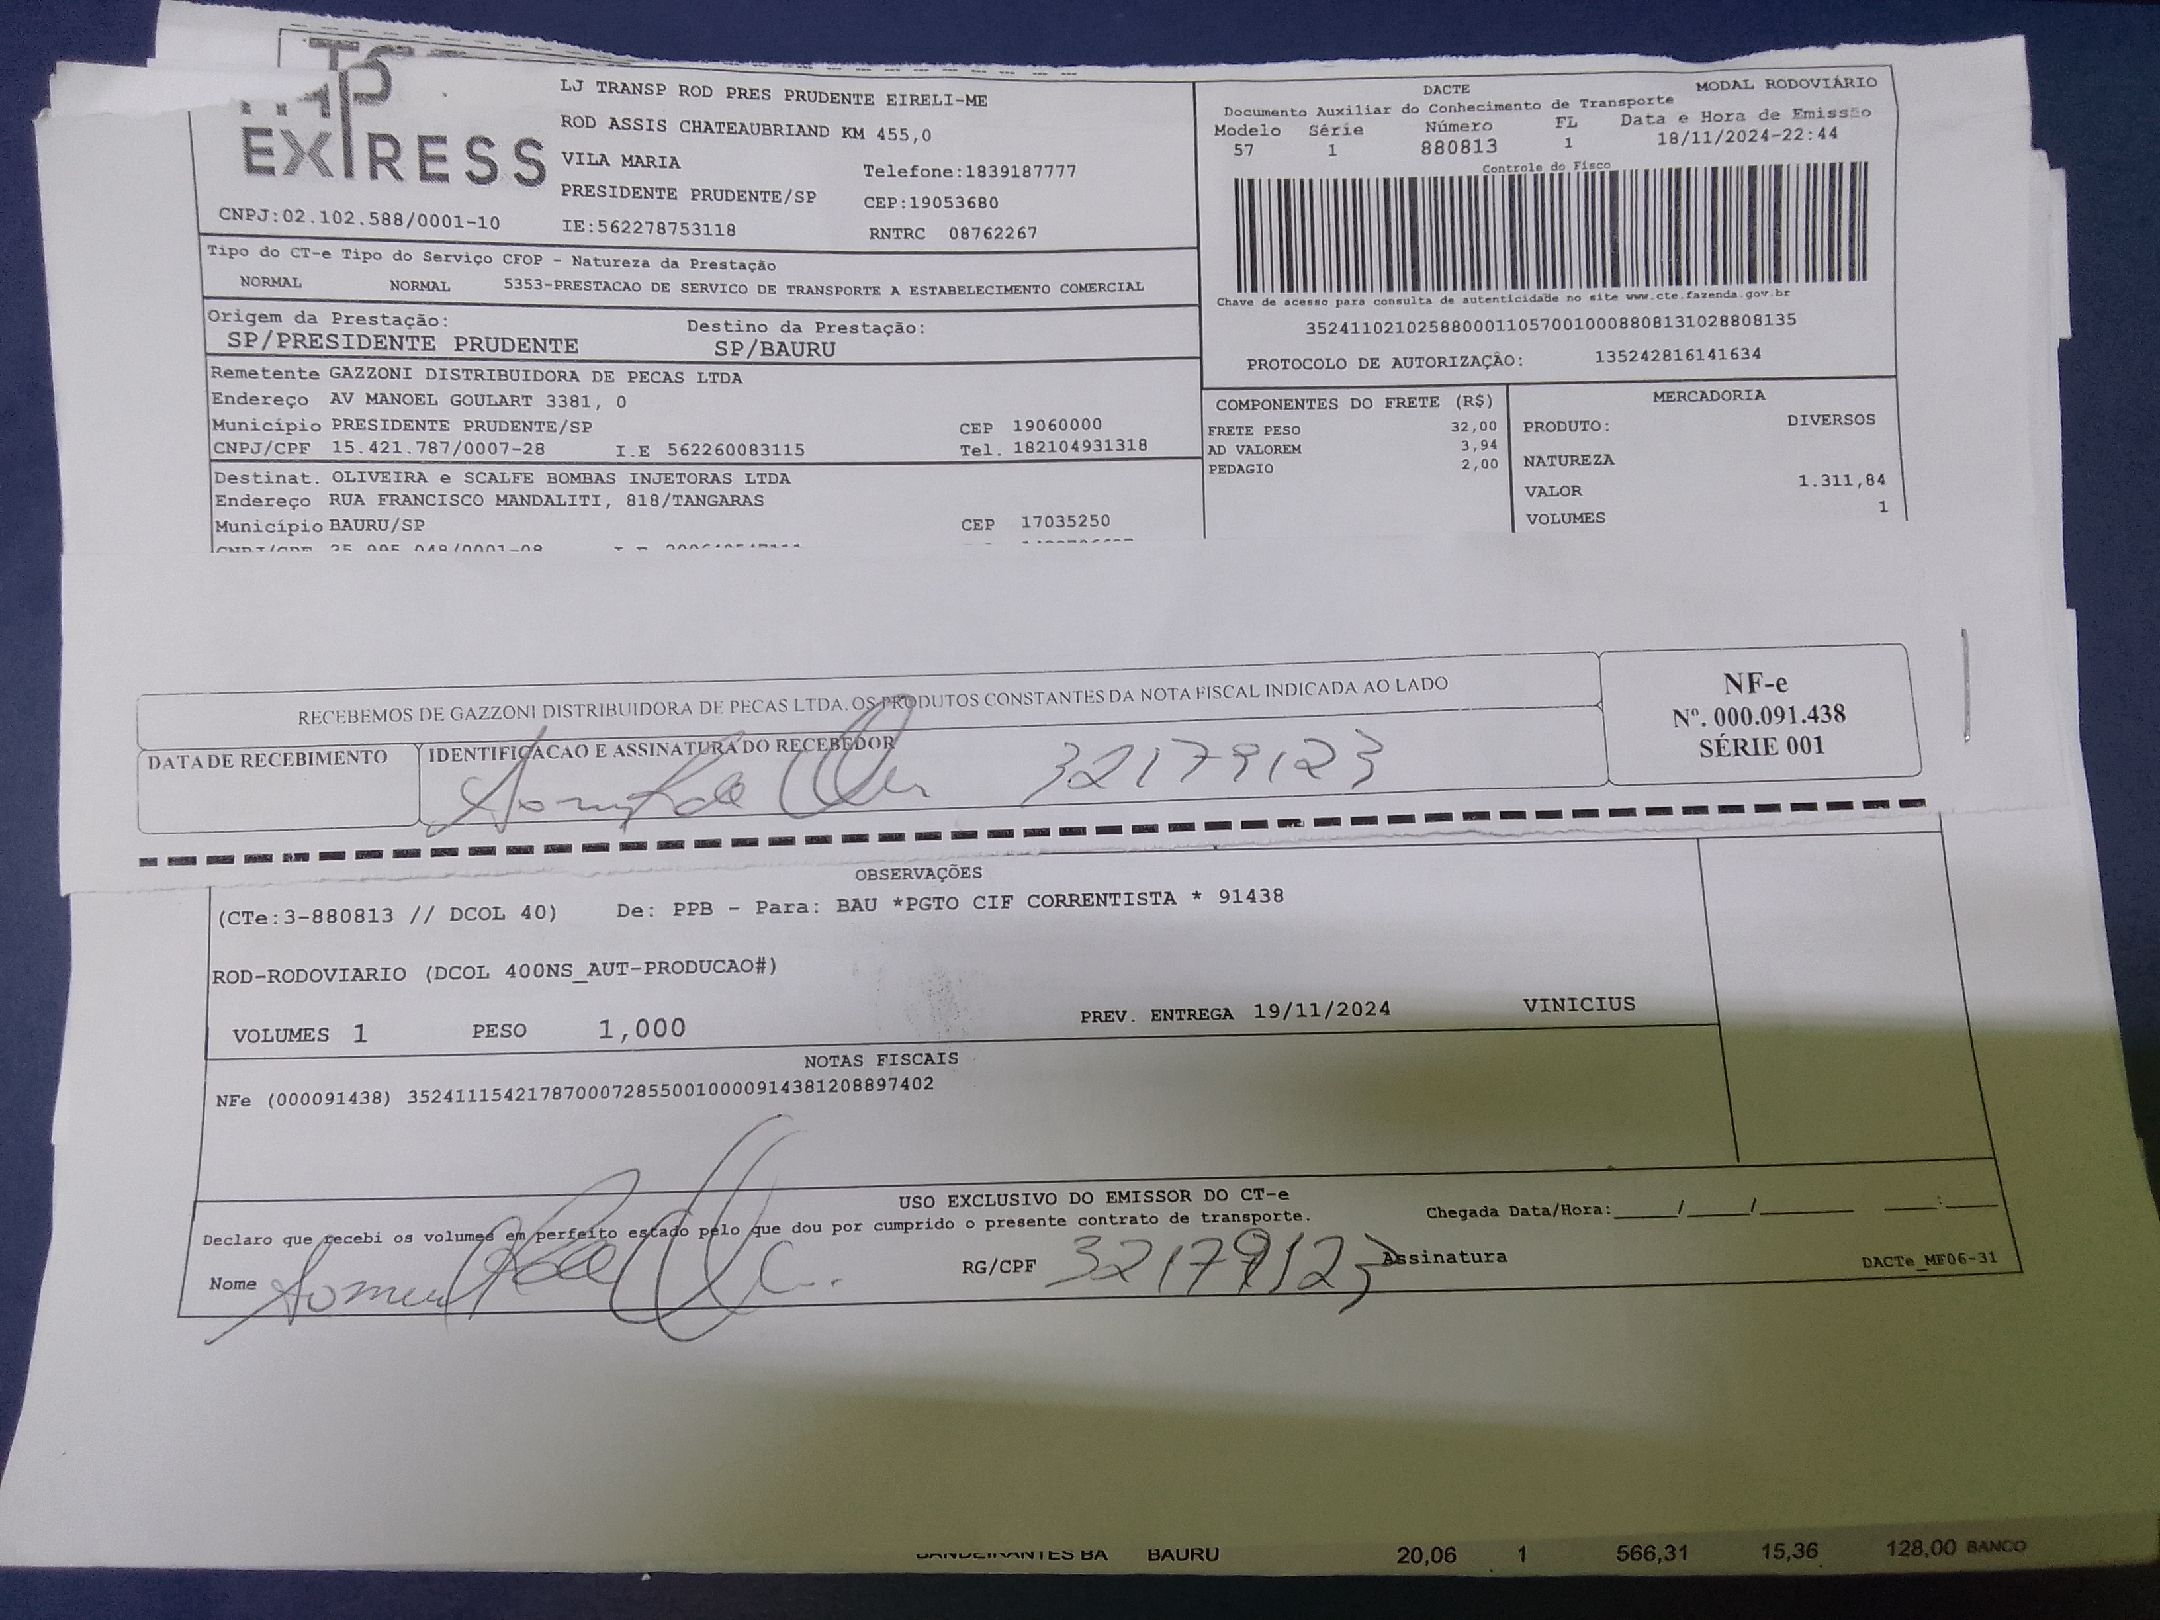 EXPRESS
LJ TRANSP ROD PRES PRUDENTE EIRELI-ME
ROD ASSIS CHATEAUBRIAND KM 455,0
VILA MARIA Telefone:1839187777
PRESIDENTE PRUDENTE/SP CEP:19053680
CNPJ:02.102.588/0001-10 IE:562278753118 RNTRC 08762267
DACTE MODAL RODOVIÁRIO
Documento Auxiliar do Conhecimento de Transporte
Modelo Série Número FL Data e Hora de Emissão
57 1 880813 1 18/11/2024-22:44
Controle do Fisco
Chave de acesso para consulta de autenticidade no site www.cte.fazenda.gov.br
35241102102588000110570010008808131028808135
PROTOCOLO DE AUTORIZAÇÃO: 135242816141634
Tipo do CT-e Tipo do Serviço CFOP - Natureza da Prestação
NORMAL NORMAL 5353-PRESTACAO DE SERVICO DE TRANSPORTE A ESTABELECIMENTO COMERCIAL
Origem da Prestação: Destino da Prestação:
SP/PRESIDENTE PRUDENTE SP/BAURU
Remetente GAZZONI DISTRIBUIDORA DE PECAS LTDA
Endereço AV MANOEL GOULART 3381, 0
Município PRESIDENTE PRUDENTE/SP CEP 19060000
CNPJ/CPF 15.421.787/0007-28 I.E 562260083115 Tel. 182104931318
Destinat. OLIVEIRA e SCALFE BOMBAS INJETORAS LTDA
Endereço RUA FRANCISCO MANDALITI, 818/TANGARAS
Município BAURU/SP CEP 17035250
COMPONENTES DO FRETE (R$)
FRETE PESO 32,00
AD VALOREM 3,94
PEDAGIO 2,00
MERCADORIA
PRODUTO: DIVERSOS
NATUREZA
VALOR 1.311,84
VOLUMES 1
RECEBEMOS DE GAZZONI DISTRIBUIDORA DE PECAS LTDA. OS PRODUTOS CONSTANTES DA NOTA FISCAL INDICADA AO LADO
DATA DE RECEBIMENTO IDENTIFICACAO E ASSINATURA DO RECEBEDOR
32179123
NF-e
Nº. 000.091.438
SÉRIE 001
OBSERVAÇÕES
(CTe:3-880813 // DCOL 40) De: PPB - Para: BAU *PGTO CIF CORRENTISTA * 91438
ROD-RODOVIARIO (DCOL 400NS_AUT-PRODUCAO#)
VOLUMES 1 PESO 1,000 PREV. ENTREGA 19/11/2024 VINICIUS
NOTAS FISCAIS
NFe (000091438) 35241115421787000728550010000914381208897402
USO EXCLUSIVO DO EMISSOR DO CT-e
Declaro que recebi os volumes em perfeito estado pelo que dou por cumprido o presente contrato de transporte.
Chegada Data/Hora:_____/_____/_______ ____:____
Nome RG/CPF 32179123 Assinatura DACTe_MF06-31
BAURU 20,06 1 566,31 15,36 128,00 BANCO